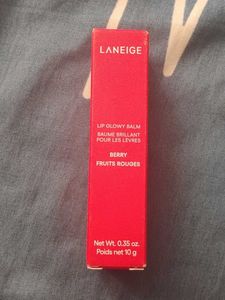 LANEIGE
LIP GLOWY BALM
BAUME BRILLANT
POUR LES LÈVRES
BERRY
FRUITS ROUGES
Net Wt. 0.35 oz.
Poids net 10 g